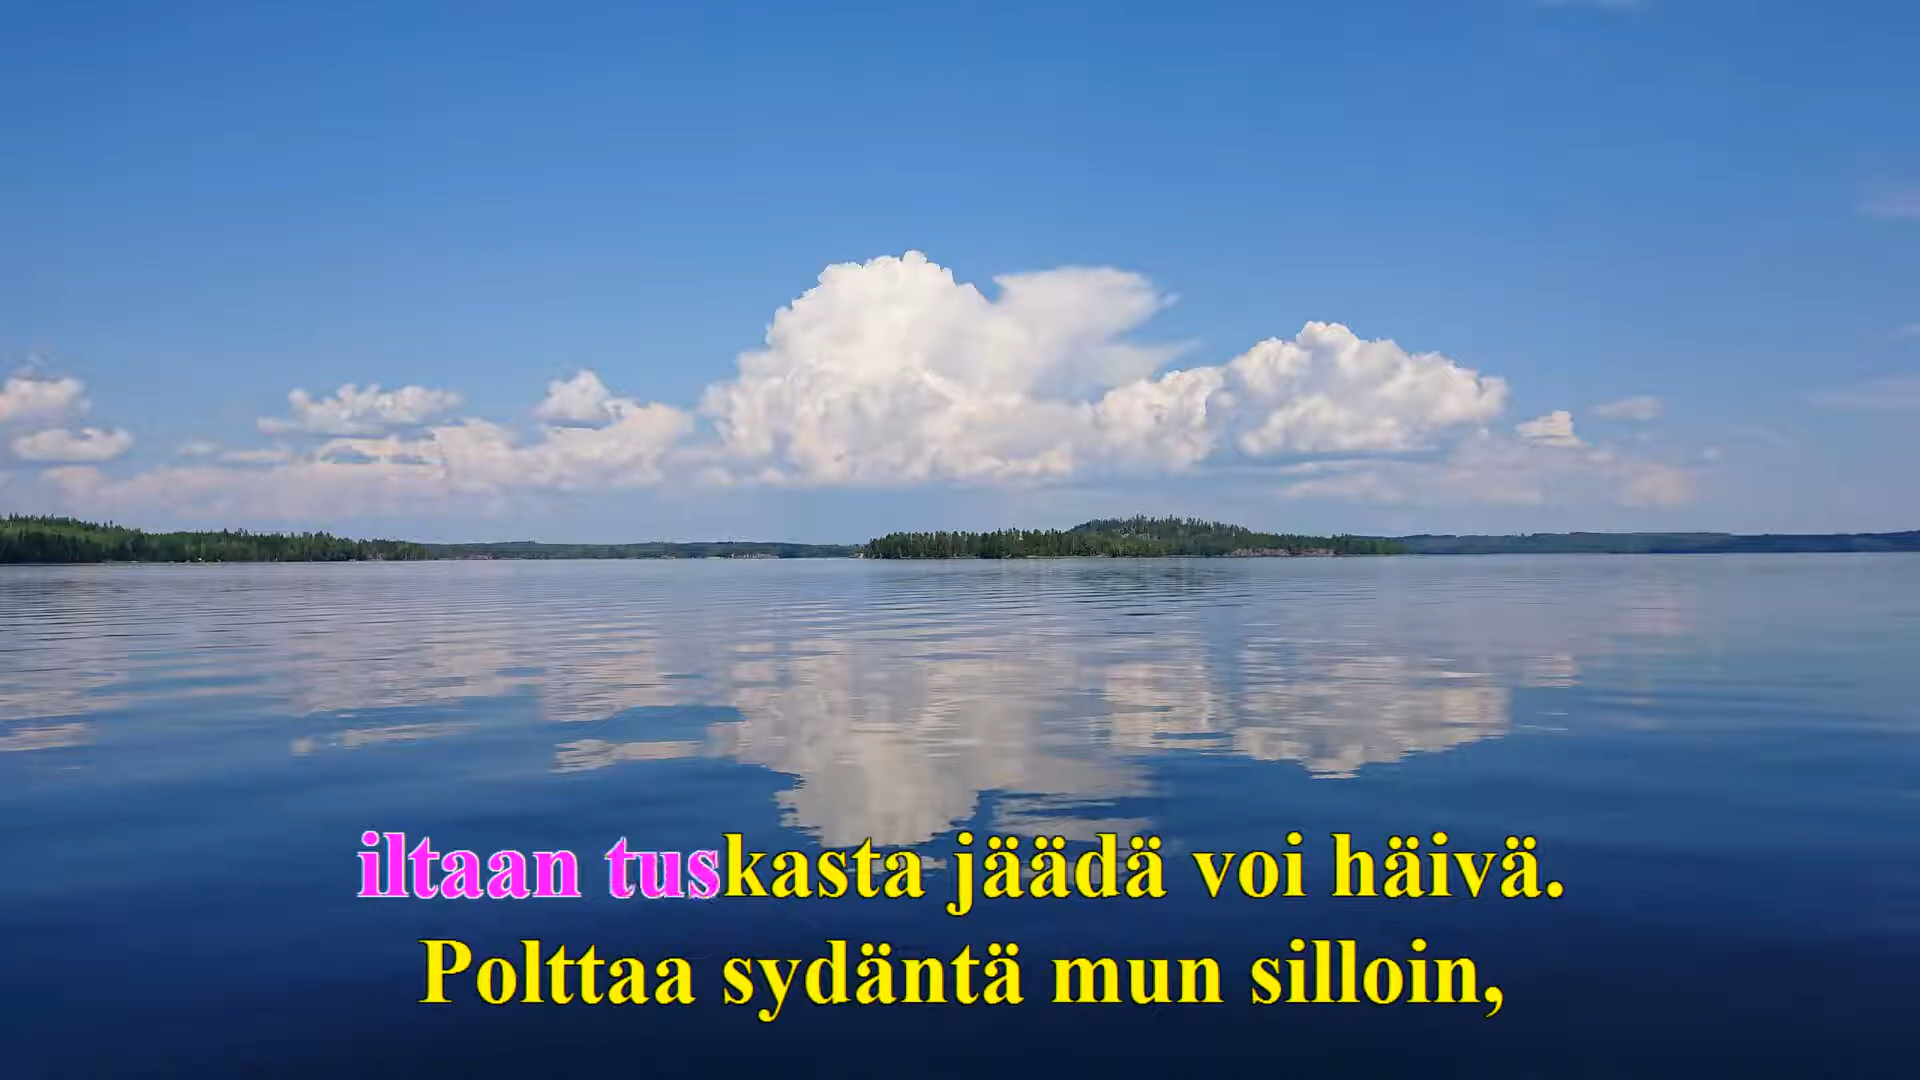 iltaan tuskasta jäädä voi häivä.
Polttaa sydäntä mun silloin,